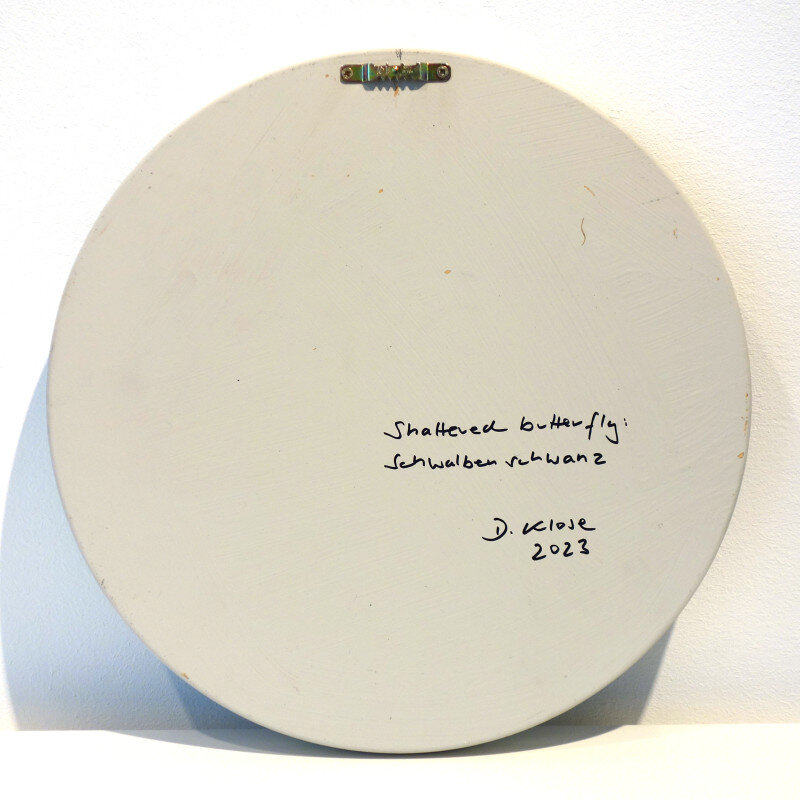 Shattered butterfly:
Schwalbenschwanz
D. Klose
2023